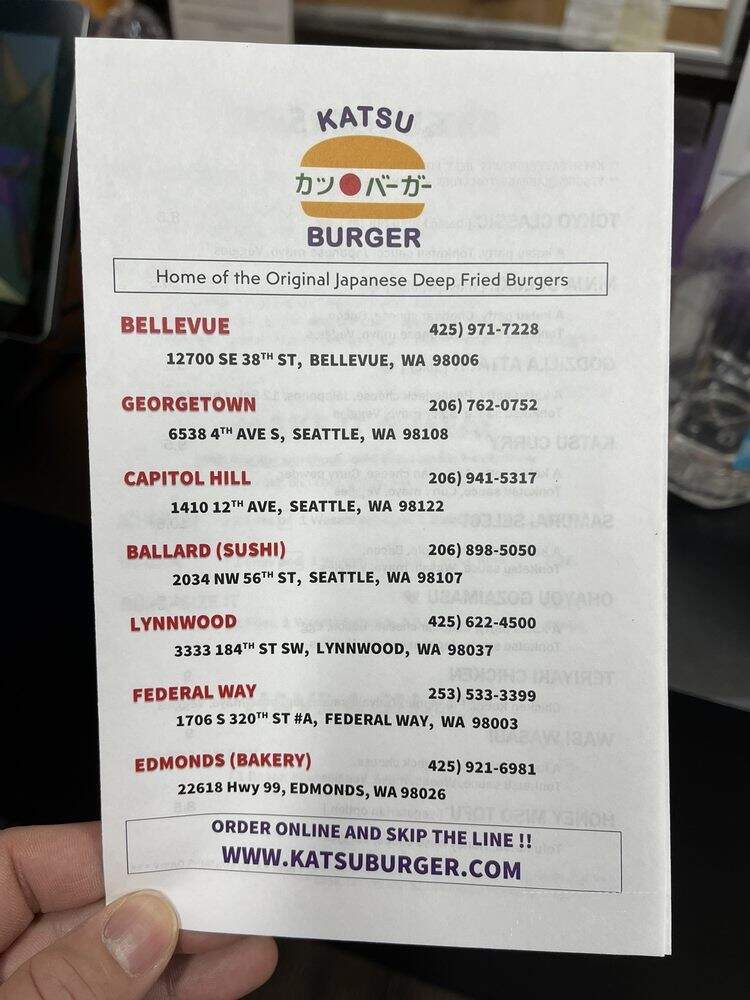 KATSU
カツ バーガー
BURGER
Home of the Original Japanese Deep Fried Burgers
BELLEVUE 425) 971-7228
12700 SE 38TH ST, BELLEVUE, WA 98006
GEORGETOWN 206) 762-0752
6538 4TH AVE S, SEATTLE, WA 98108
CAPITOL HILL 206) 941-5317
1410 12TH AVE, SEATTLE, WA 98122
BALLARD (SUSHI) 206) 898-5050
2034 NW 56TH ST, SEATTLE, WA 98107
LYNNWOOD 425) 622-4500
3333 184TH ST SW, LYNNWOOD, WA 98037
FEDERAL WAY 253) 533-3399
1706 S 320TH ST #A, FEDERAL WAY, WA 98003
EDMONDS (BAKERY) 425) 921-6981
22618 Hwy 99, EDMONDS, WA 98026
ORDER ONLINE AND SKIP THE LINE !!
WWW.KATSUBURGER.COM